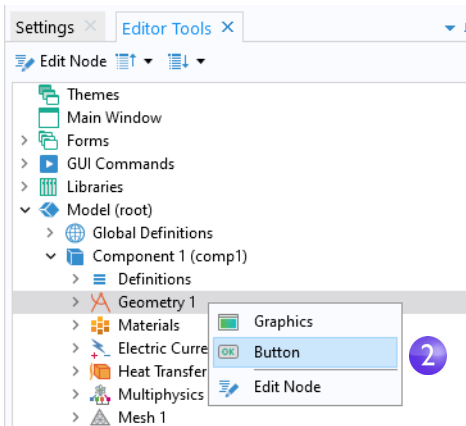 Settings Editor Tools
Edit Node
Themes
Main Window
Forms
GUI Commands
Libraries
Model (root)
Global Definitions
Component 1 (comp1)
Definitions
Geometry 1
Graphics
Materials
Electric Curre
OK Button 2
Heat Transfer
Edit Node
Multiphysics
Mesh 1